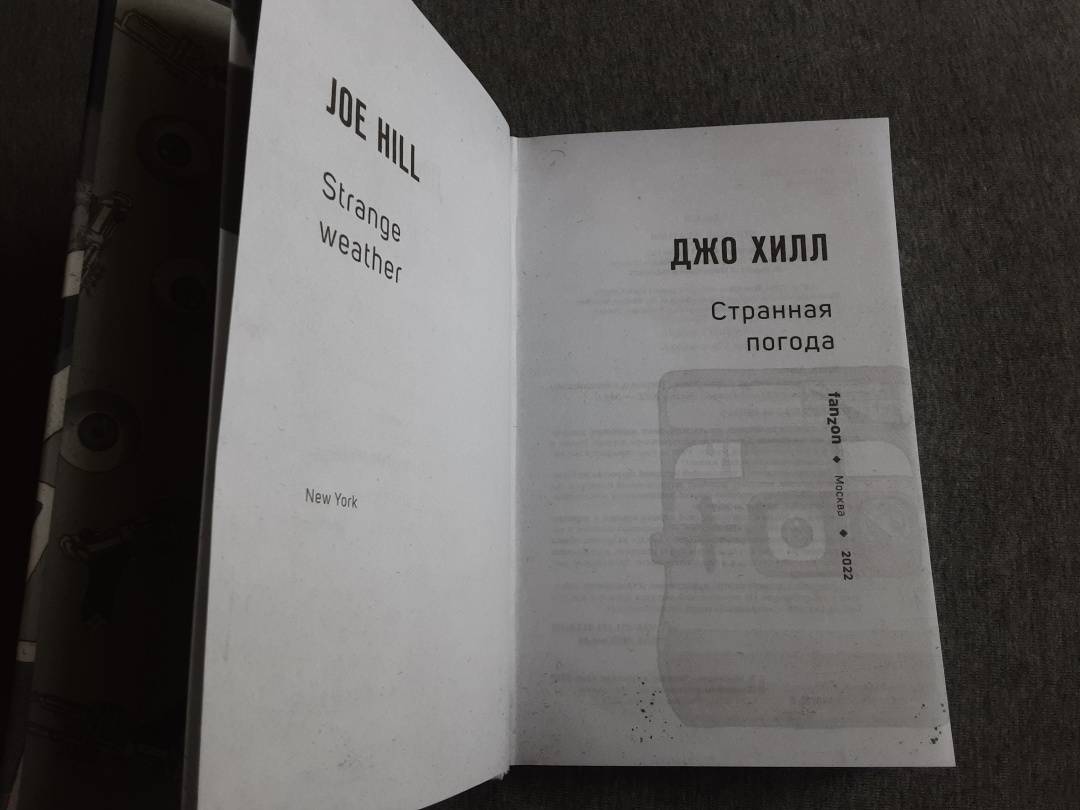 JOE HILL
Strange
weather
New York
ДЖО ХИЛЛ
Странная
погода
fanzon ◆ Москва ◆ 2022